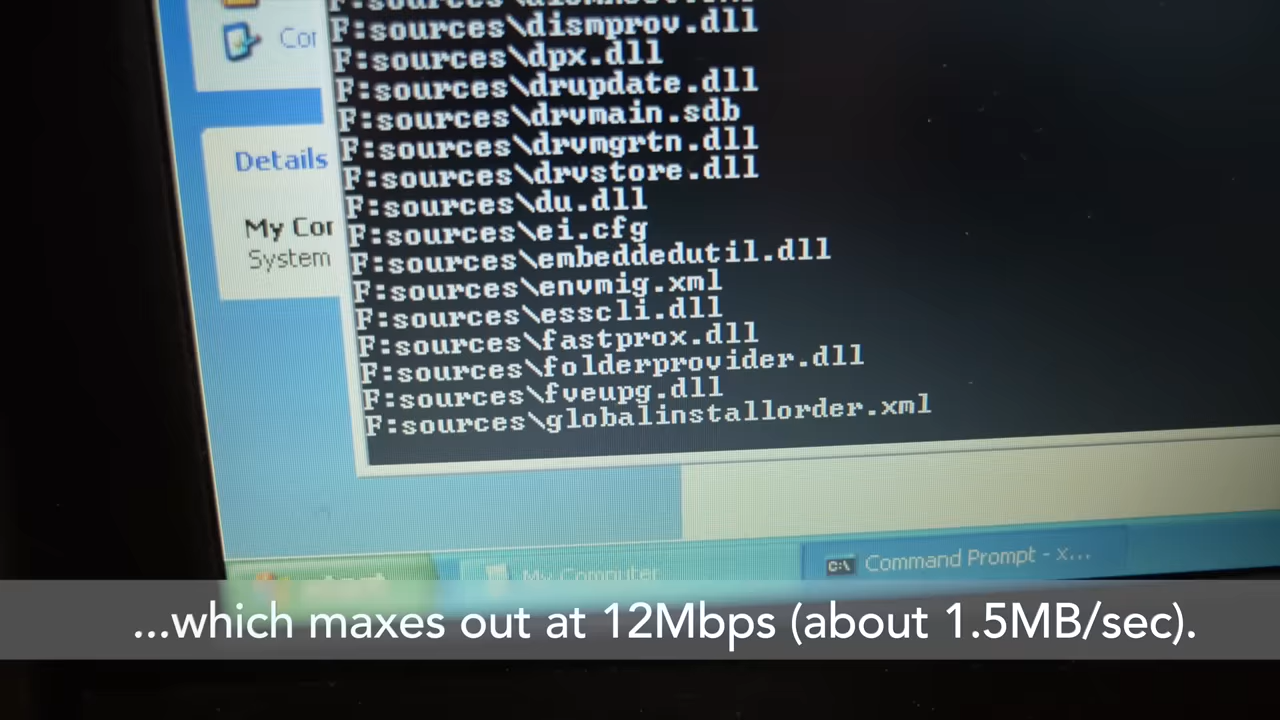 F:sources\dismprov.dll
Cor
F:sources\dpx.dll
F:sources\drupdate.dll
F:sources\drvmain.sdb
F:sources\drvmgrtn.dll
Details
F:sources\drvstore.dll
F:sources\du.dll
My Cor
F:sources\ei.cfg
System
F:sources\embeddedutil.dll
F:sources\envmig.xml
F:sources\esscli.dll
F:sources\fastprox.dll
F:sources\folderprovider.dll
F:sources\fveupg.dll
F:sources\globalinstallorder.xml
start
My Computer
C:\ Command Prompt - x...
...which maxes out at 12Mbps (about 1.5MB/sec).